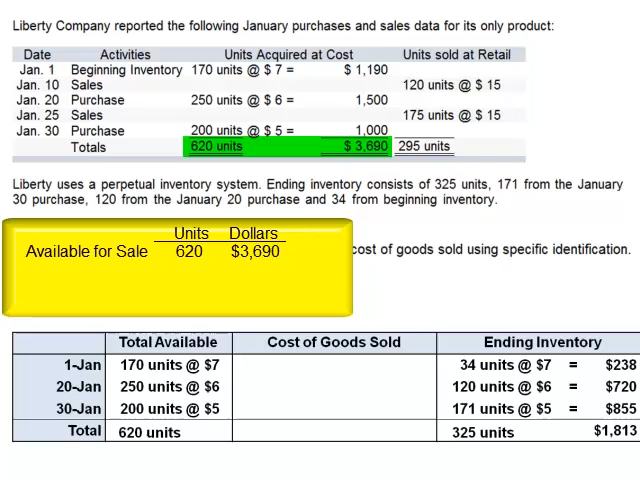 Liberty Company reported the following January purchases and sales data for its only product:
Date Activities Units Acquired at Cost Units sold at Retail
Jan. 1 Beginning Inventory 170 units @ $ 7 = $ 1,190
Jan. 10 Sales 120 units @ $ 15
Jan. 20 Purchase 250 units @ $ 6 = 1,500
Jan. 25 Sales 175 units @ $ 15
Jan. 30 Purchase 200 units @ $ 5 = 1,000
Totals 620 units $ 3,690 295 units
Liberty uses a perpetual inventory system. Ending inventory consists of 325 units, 171 from the January
30 purchase, 120 from the January 20 purchase and 34 from beginning inventory.
Units Dollars
Available for Sale 620 $3,690
cost of goods sold using specific identification.
Total Available Cost of Goods Sold Ending Inventory
1-Jan 170 units @ $7 34 units @ $7 = $238
20-Jan 250 units @ $6 120 units @ $6 = $720
30-Jan 200 units @ $5 171 units @ $5 = $855
Total 620 units 325 units $1,813